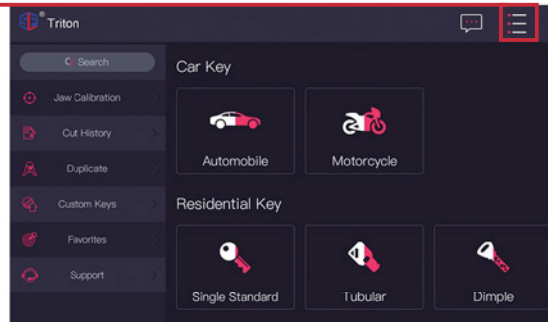 Triton
Search
Jaw Calibration
Cut History
Duplicate
Custom Keys
Favorites
Support
Car Key
Automobile
Motorcycle
Residential Key
Single Standard
Tubular
Dimple